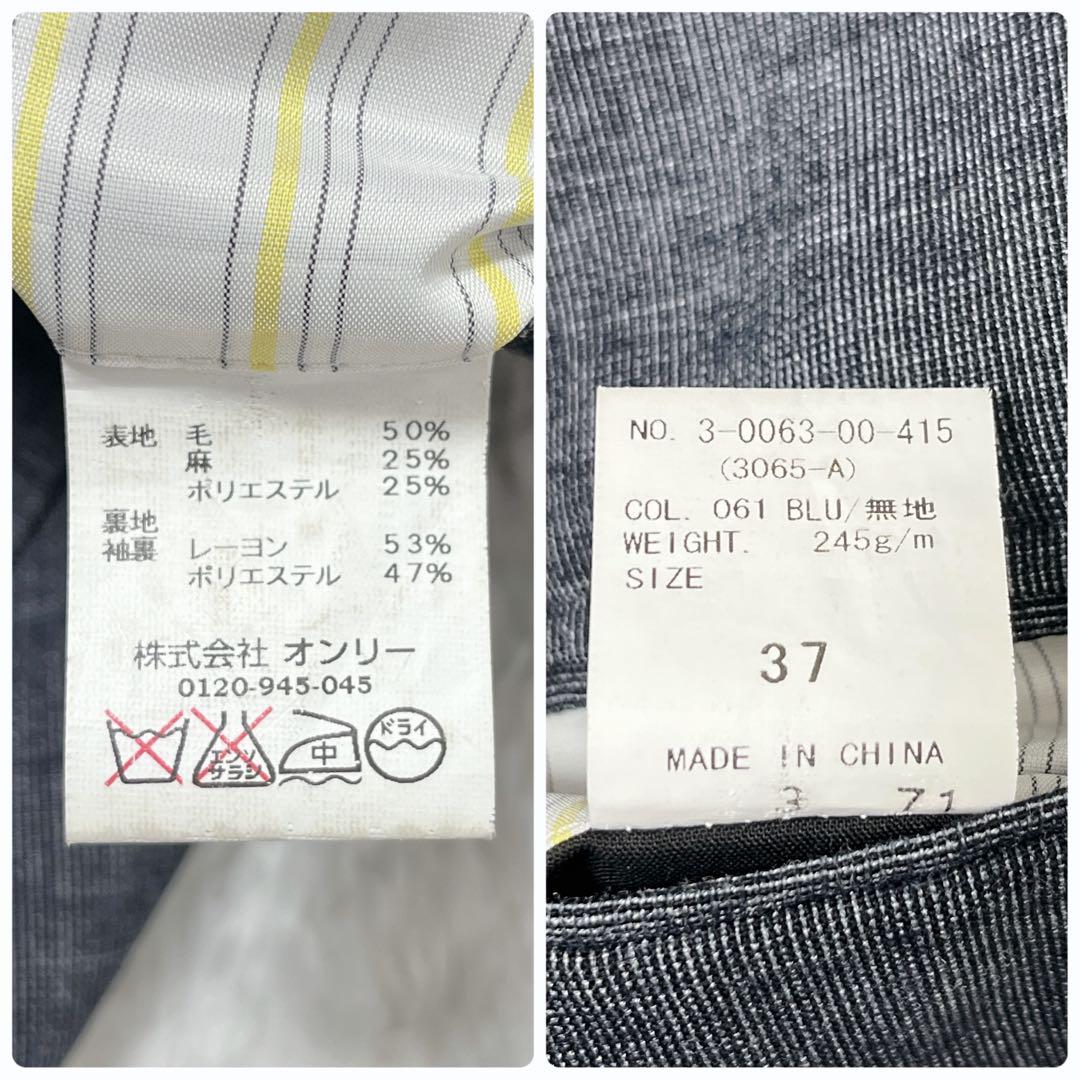 表地 毛 50%
麻 25%
ポリエステル 25%
裏地
袖裏 レーヨン 53%
ポリエステル 47%
株式会社 オンリー
0120-945-045
エンソ
サラシ
中
ドライ
NO. 3-0063-00-415
(3065-A)
COL. 061 BLU/無地
WEIGHT. 245g/m
SIZE
37
MADE IN CHINA
3 71